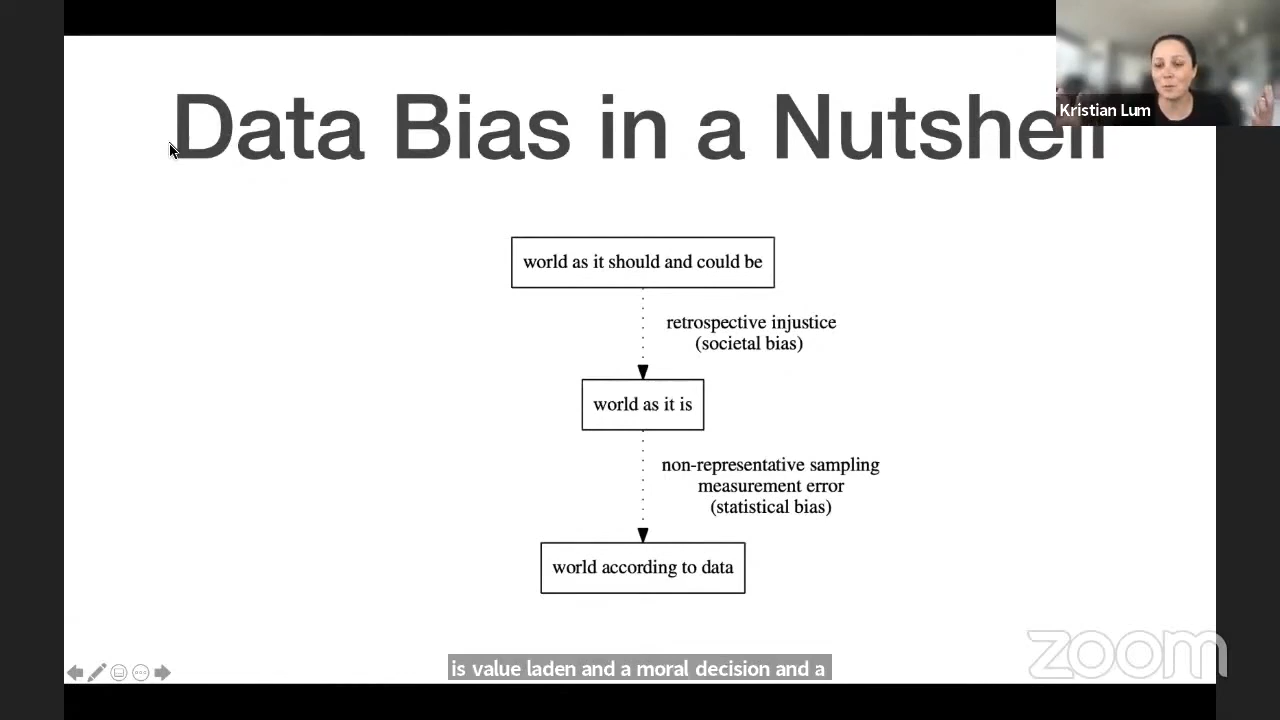 Data Bias in a Nutshell
Kristian Lum
world as it should and could be
retrospective injustice
(societal bias)
world as it is
non-representative sampling
measurement error
(statistical bias)
world according to data
is value laden and a moral decision and a
zoom